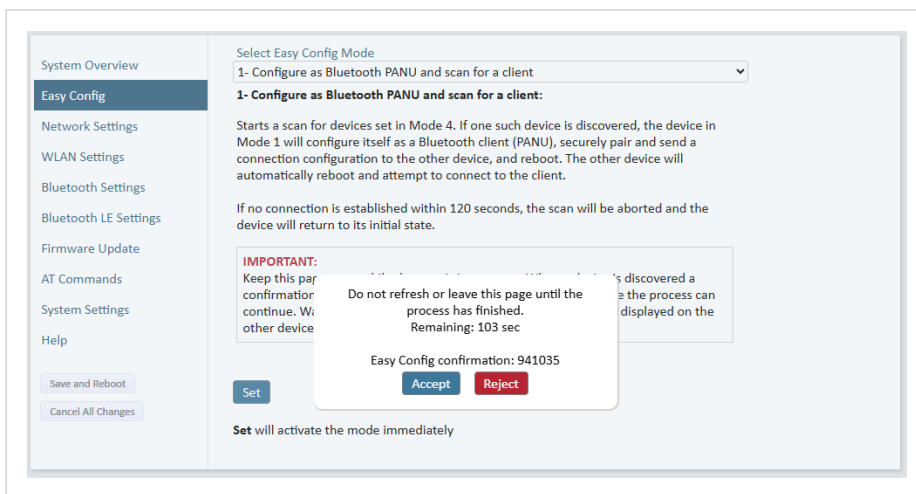 System Overview
Easy Config
Network Settings
WLAN Settings
Bluetooth Settings
Bluetooth LE Settings
Firmware Update
AT Commands
System Settings
Help
Save and Reboot
Cancel All Changes
Select Easy Config Mode
1- Configure as Bluetooth PANU and scan for a client
1- Configure as Bluetooth PANU and scan for a client:
Starts a scan for devices set in Mode 4. If one such device is discovered, the device in
Mode 1 will configure itself as a Bluetooth client (PANU), securely pair and send a
connection configuration to the other device, and reboot. The other device will
automatically reboot and attempt to connect to the client.
If no connection is established within 120 seconds, the scan will be aborted and the
device will return to its initial state.
IMPORTANT:
Keep this discovered a
confirmation e the process can
continue. displayed on the
other device
Do not refresh or leave this page until the
process has finished.
Remaining: 103 sec
Easy Config confirmation: 941035
Accept Reject
Set
Set will activate the mode immediately